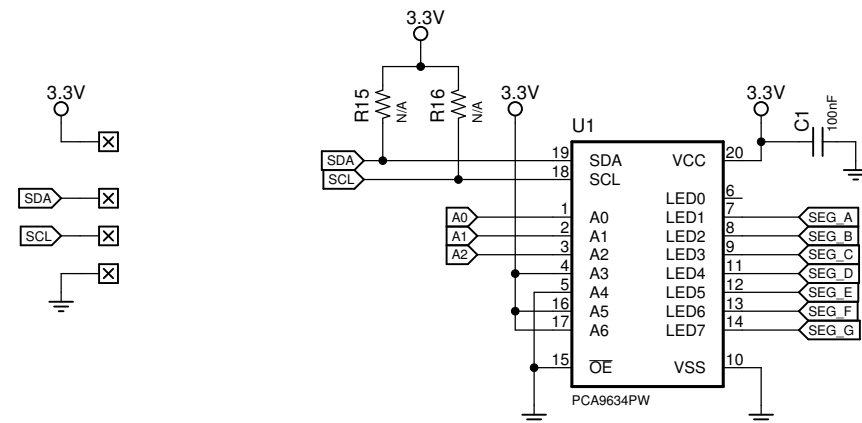 3.3V
SDA
SCL
3.3V
R15
N/A
R16
N/A
3.3V
SDA
SCL
A0
A1
A2
U1
19 SDA
18 SCL
1 A0
2 A1
3 A2
4 A3
5 A4
16 A5
17 A6
15 OE
VCC 20
LED0 6
LED1 7
LED2 8
LED3 9
LED4 11
LED5 12
LED6 13
LED7 14
VSS 10
PCA9634PW
3.3V
C1
100nF
SEG_A
SEG_B
SEG_C
SEG_D
SEG_E
SEG_F
SEG_G